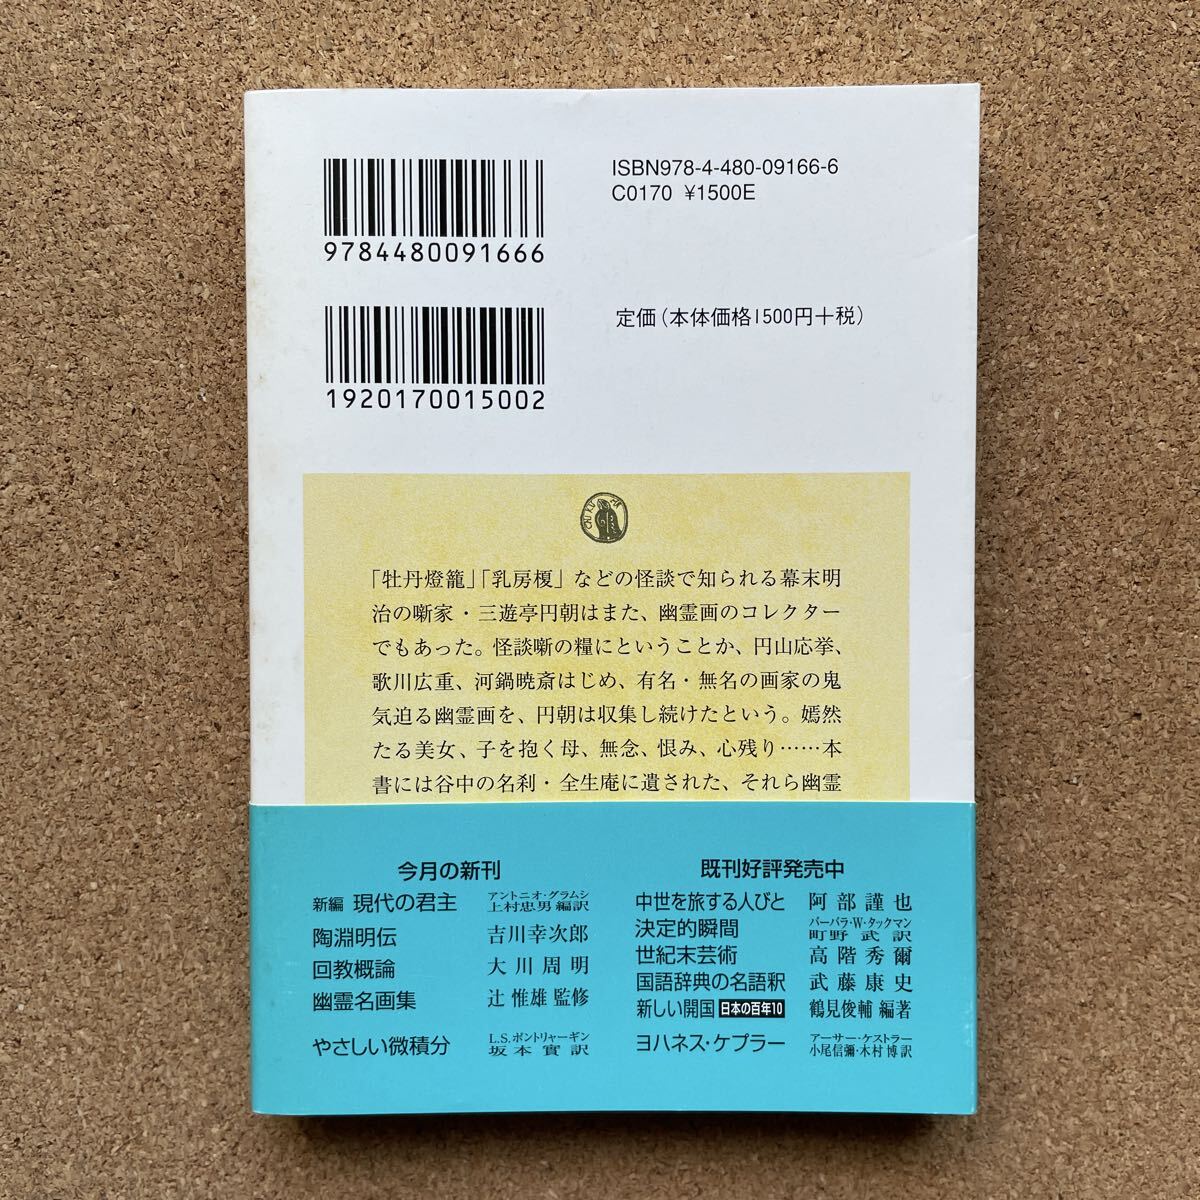 ISBN978-4-480-09166-6
C0170 ¥1500E
9784480091666
定価(本体価格1500円+税)
1920170015002
CHIKUMA
「牡丹燈籠」「乳房榎」などの怪談で知られる幕末明
治の噺家・三遊亭円朝はまた、幽霊画のコレクター
でもあった。怪談噺の糧にということか、円山応挙、
歌川広重、河鍋暁斎はじめ、有名・無名の画家の鬼
気迫る幽霊画を、円朝は収集し続けたという。嫣然
たる美女、子を抱く母、無念、恨み、心残り……本
書には谷中の名刹・全生庵に遺された、それら幽霊
今月の新刊
新編 現代の君主 アントニオ・グラムシ 上村忠男編訳
陶淵明伝 吉川幸次郎
回教概論 大川周明
幽霊名画集 辻惟雄監修
やさしい微積分 L.S.ポントリャーギン 坂本實訳
既刊好評発売中
中世を旅する人びと 阿部謹也
決定的瞬間 バーバラ・W・タックマン 町野武訳
世紀末芸術 高階秀爾
国語辞典の名語釈 武藤康史
新しい開国 日本の百年10 鶴見俊輔編著
ヨハネス・ケプラー アーサー・ケストラー 小尾信彌・木村博訳